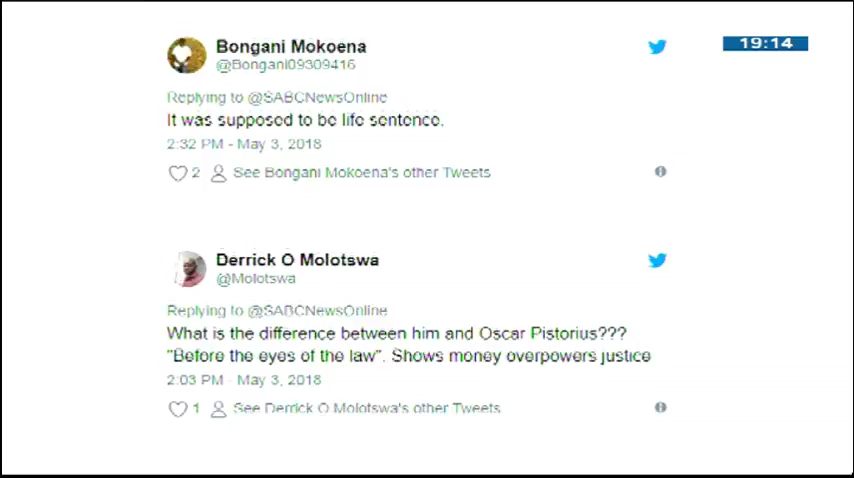 Bongani Mokoena
19:14
@Bongani09309416
Replying to @SABCNewsOnline
It was supposed to be life sentence.
2:32 PM - May 3, 2018
2 See Bongani Mokoena's other Tweets
Derrick O Molotswa
@Molotswa
Replying to @SABCNewsOnline
What is the difference between him and Oscar Pistorius???
"Before the eyes of the law". Shows money overpowers justice
2:03 PM - May 3, 2018
1 See Derrick O Molotswa's other Tweets